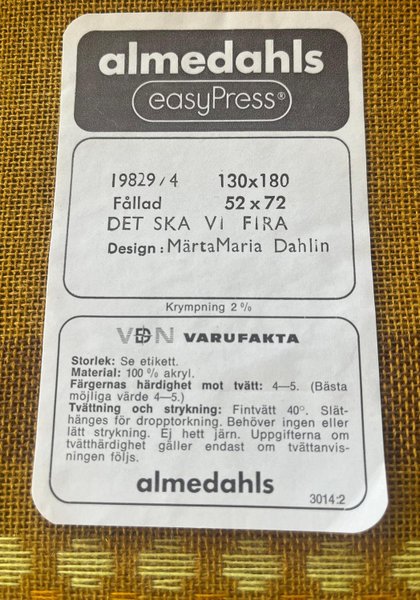 almedahls
easyPress®
19829/4 130x180
Fållad 52x72
DET SKA VI FIRA
Design: MärtaMaria Dahlin
Krympning 2 %
VDN VARUFAKTA
Storlek: Se etikett.
Material: 100 % akryl.
Färgernas härdighet mot tvätt: 4—5. (Bästa
möjliga värde 4—5.)
Tvättning och strykning: Fintvätt 40°. Slät-
hänges för dropptorkning. Behöver ingen eller
lätt strykning. Ej hett järn. Uppgifterna om
tvätthärdighet gäller endast om tvättanvis-
ningen följs.
almedahls
3014:2